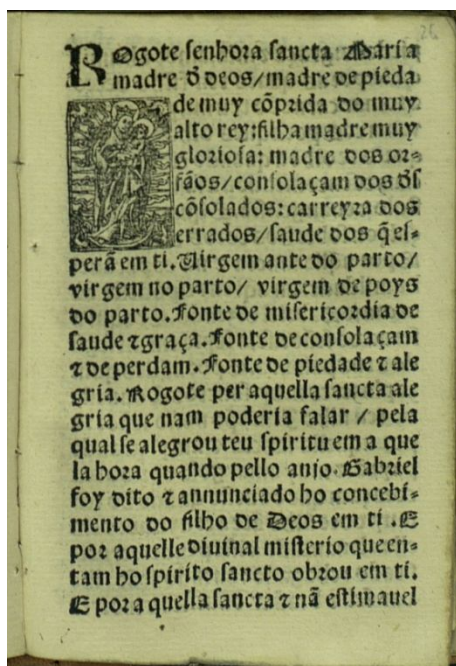 Rogote senhora sancta Maria
madre d̄ deos/madre de pieda
de muy cõprida do muy
alto rey:filha madre muy
gloriosa: madre dos or⸗
fãos/consolaçam dos d̄s
cõsolados: carreyra dos
errados/saude dos q̃ es⸗
perã em ti. Uirgem ante do parto/
virgem no parto/ virgem de poys
do parto. Fonte de misericordia de
saude ⁊ graça. Fonte de consolaçam
⁊ de perdam. Fonte de piedade ⁊ ale
gria. Rogote per aquella sancta ale
gria que nam poderia falar / pela
qual se alegrou teu spiritu em a que
la hora quando pello anjo. Gabriel
foy dito ⁊ annunciado ho concebi⸗
mento do filho de Deos em ti .E
por aquelle diuinal misterio que en⸗
tam ho spirito sancto obrou em ti.
E por a quella sancta ⁊ nã estimauel